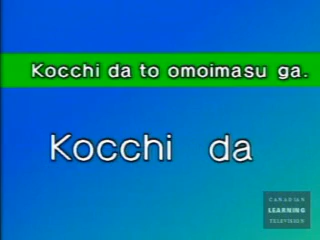 Kocchi da to omoimasu ga.
Kocchi da
CANADIAN
LEARNING
TELEVISION